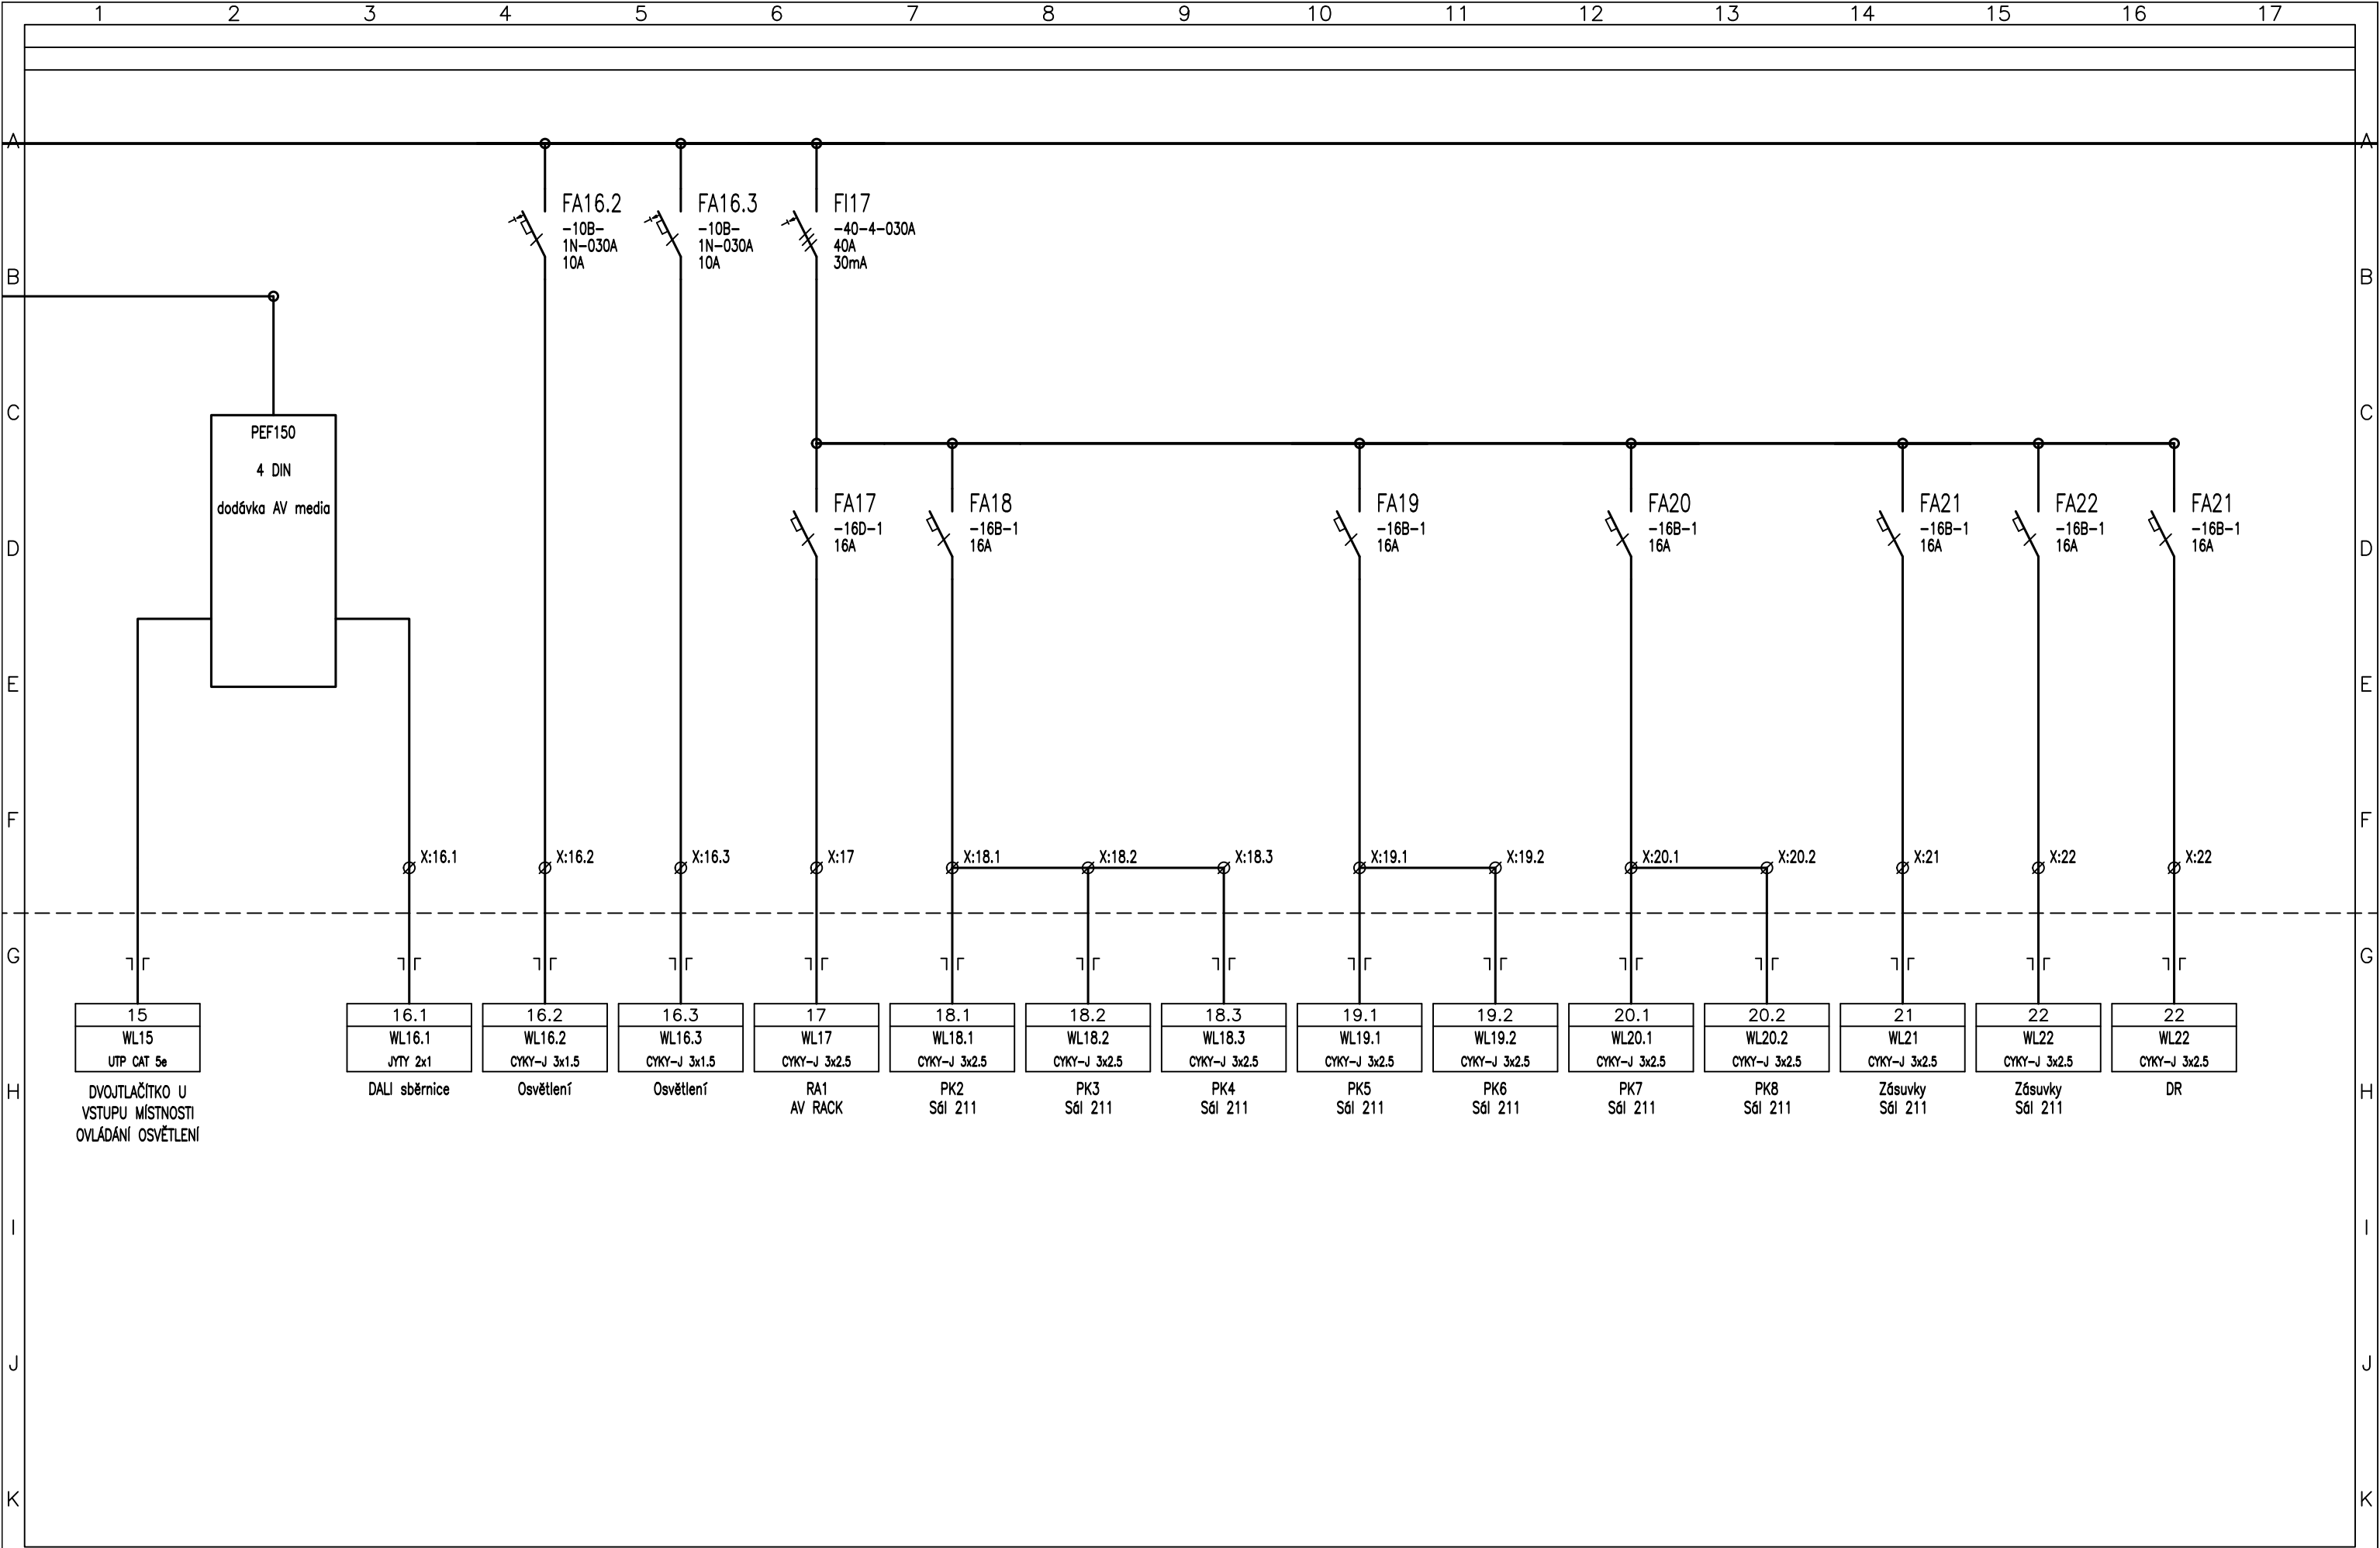 1 2 3 4 5 6 7 8 9 10 11 12 13 14 15 16 17
A A
FA16.2
-10B-
1N-030A
10A
FA16.3
-10B-
1N-030A
10A
FI17
-40-4-030A
40A
30mA
B B
C C
PEF150
4 DIN
dodávka AV media
FA17
-16D-1
16A
FA18
-16B-1
16A
FA19
-16B-1
16A
FA20
-16B-1
16A
FA21
-16B-1
16A
FA22
-16B-1
16A
FA21
-16B-1
16A
D D
E E
F F
X:16.1 X:16.2 X:16.3 X:17 X:18.1 X:18.2 X:18.3 X:19.1 X:19.2 X:20.1 X:20.2 X:21 X:22 X:22
G G
15
WL15
UTP CAT 5e
DVOJTLAČÍTKO U
VSTUPU MÍSTNOSTI
OVLÁDÁNÍ OSVĚTLENÍ
16.1
WL16.1
JYTY 2x1
DALI sběrnice
16.2
WL16.2
CYKY-J 3x1.5
Osvětlení
16.3
WL16.3
CYKY-J 3x1.5
Osvětlení
17
WL17
CYKY-J 3x2.5
RA1
AV RACK
18.1
WL18.1
CYKY-J 3x2.5
PK2
Sál 211
18.2
WL18.2
CYKY-J 3x2.5
PK3
Sál 211
18.3
WL18.3
CYKY-J 3x2.5
PK4
Sál 211
19.1
WL19.1
CYKY-J 3x2.5
PK5
Sál 211
19.2
WL19.2
CYKY-J 3x2.5
PK6
Sál 211
20.1
WL20.1
CYKY-J 3x2.5
PK7
Sál 211
20.2
WL20.2
CYKY-J 3x2.5
PK8
Sál 211
21
WL21
CYKY-J 3x2.5
Zásuvky
Sál 211
22
WL22
CYKY-J 3x2.5
Zásuvky
Sál 211
22
WL22
CYKY-J 3x2.5
DR
H H
I I
J J
K K